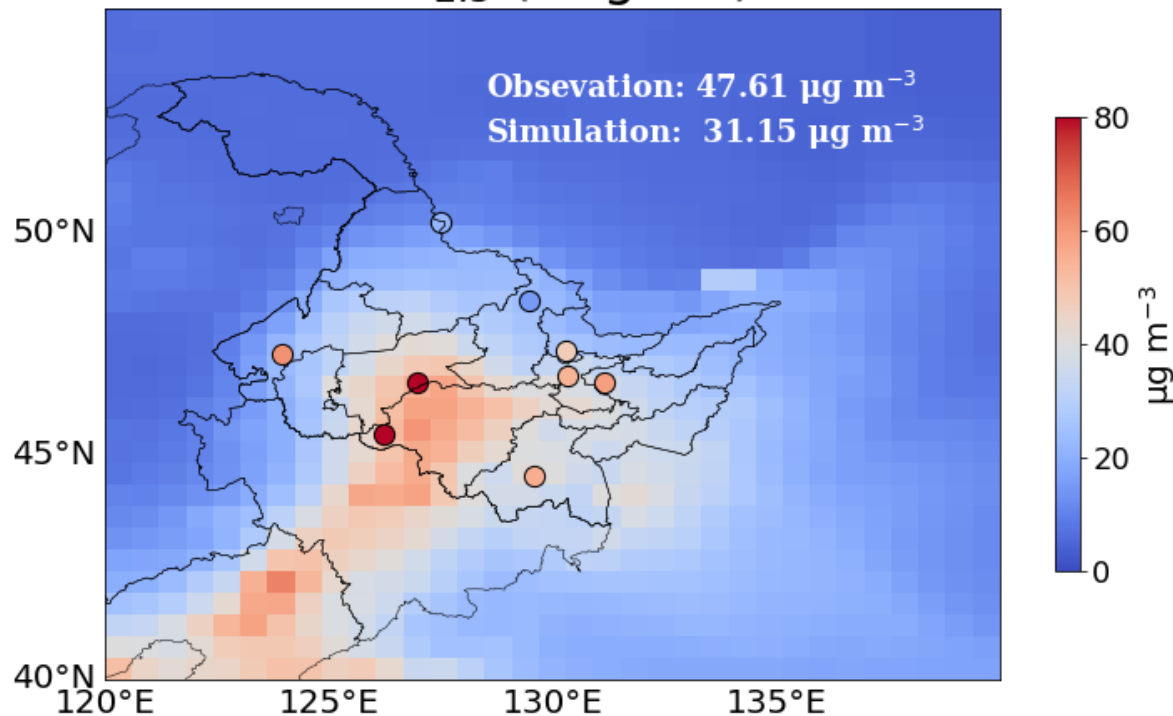 Obsevation: 47.61 µg m⁻³
Simulation: 31.15 µg m⁻³
80
60
40
20
0
µg m⁻³
50°N
45°N
40°N
120°E 125°E 130°E 135°E